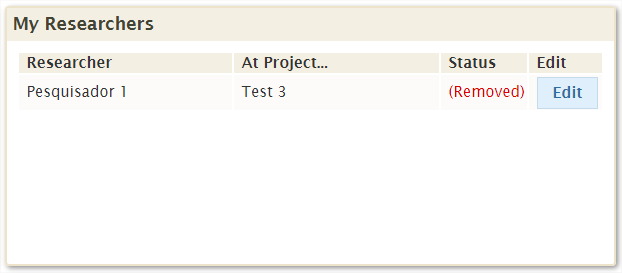 My Researchers
Researcher At Project... Status Edit
Pesquisador 1 Test 3 (Removed) Edit